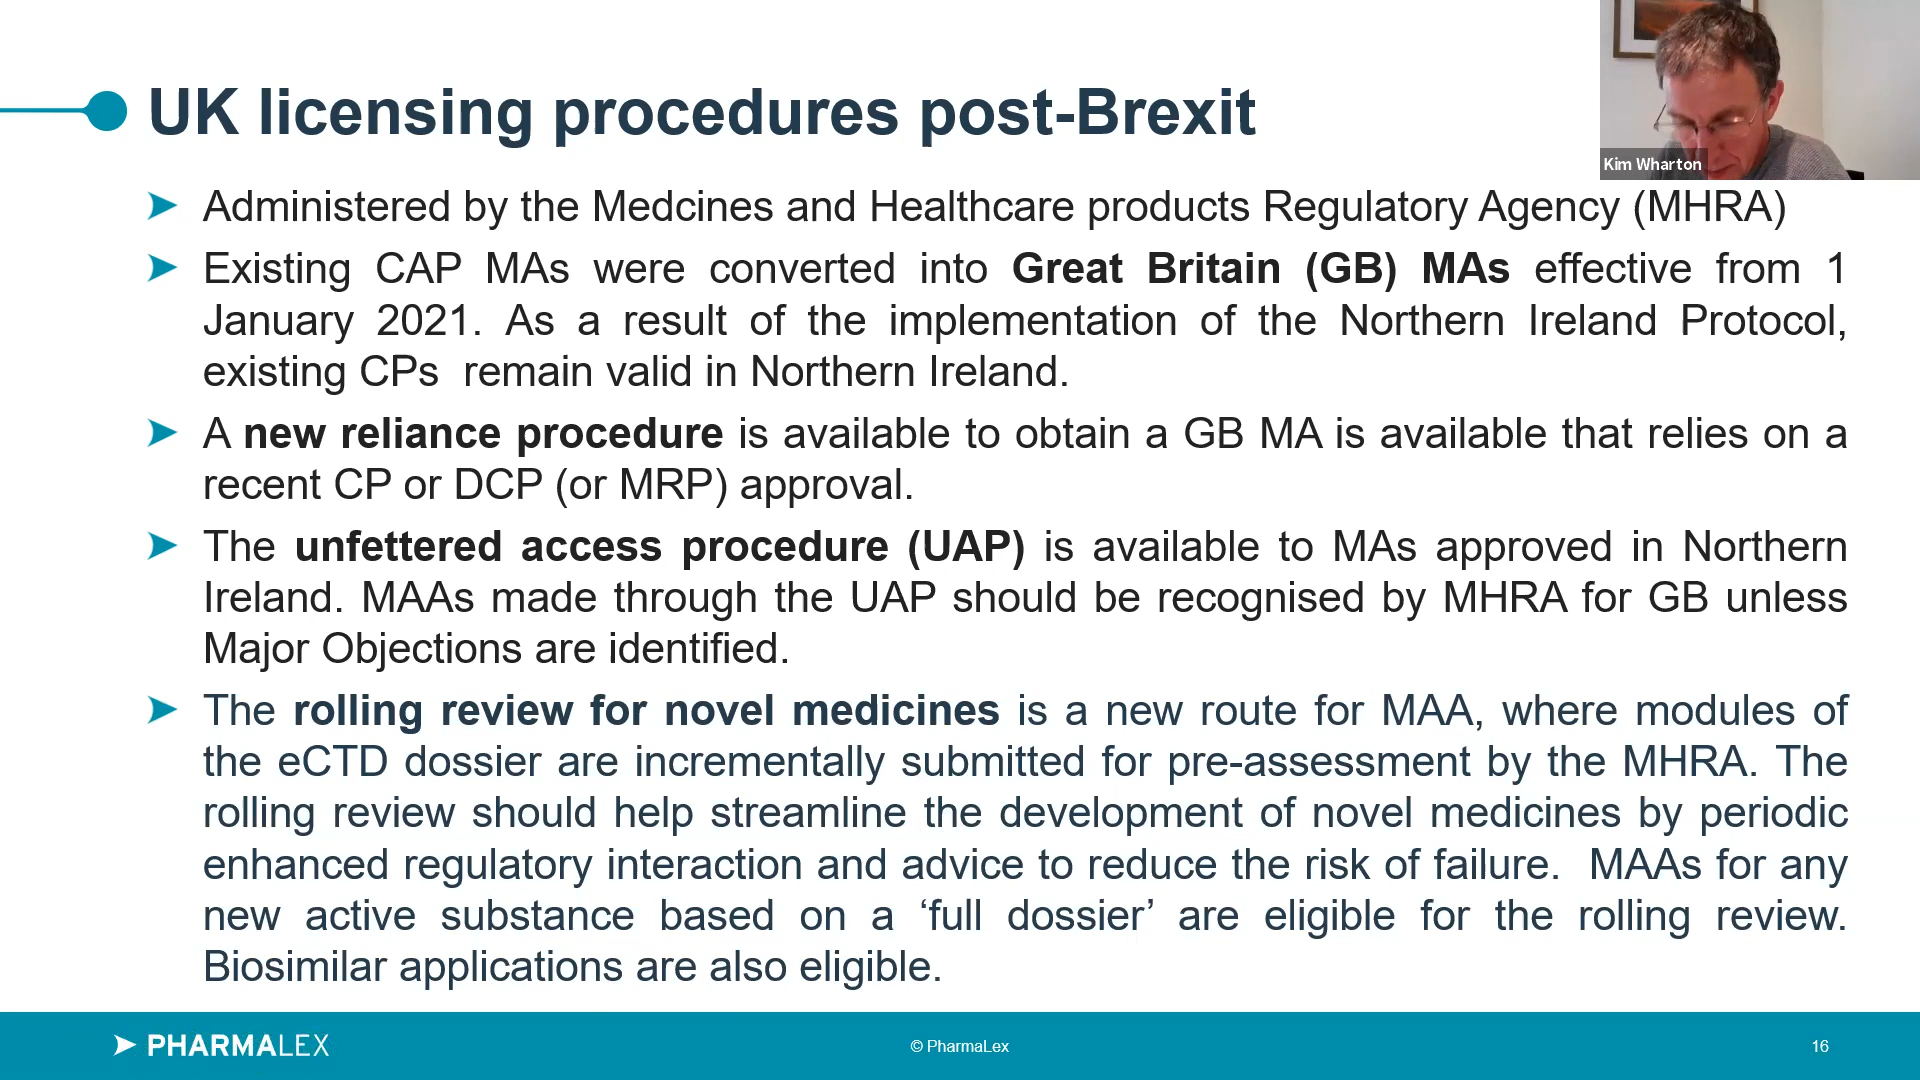 UK licensing procedures post-Brexit
Kim Wharton
Administered by the Medcines and Healthcare products Regulatory Agency (MHRA)
Existing CAP MAs were converted into Great Britain (GB) MAs effective from 1
January 2021. As a result of the implementation of the Northern Ireland Protocol,
existing CPs  remain valid in Northern Ireland.
A new reliance procedure is available to obtain a GB MA is available that relies on a
recent CP or DCP (or MRP) approval.
The unfettered access procedure (UAP) is available to MAs approved in Northern
Ireland. MAAs made through the UAP should be recognised by MHRA for GB unless
Major Objections are identified.
The rolling review for novel medicines is a new route for MAA, where modules of
the eCTD dossier are incrementally submitted for pre-assessment by the MHRA. The
rolling review should help streamline the development of novel medicines by periodic
enhanced regulatory interaction and advice to reduce the risk of failure.  MAAs for any
new active substance based on a ‘full dossier’ are eligible for the rolling review.
Biosimilar applications are also eligible.
PHARMALEX
© PharmaLex
16